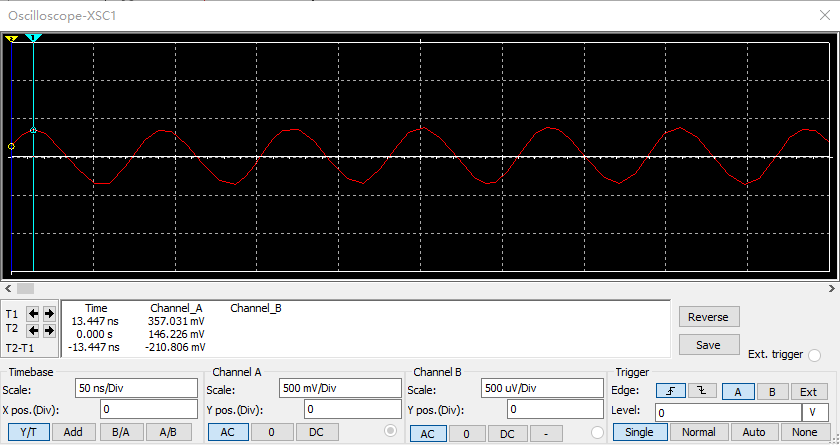 Oscilloscope-XSC1
2 1
T1
T2
T2-T1
Time Channel_A Channel_B
13.447 ns 357.031 mV
0.000 s 146.226 mV
-13.447 ns -210.806 mV
Reverse
Save
Ext. trigger
Timebase
Scale: 50 ns/Div
X pos.(Div): 0
Y/T Add B/A A/B
Channel A
Scale: 500 mV/Div
Y pos.(Div): 0
AC 0 DC
Channel B
Scale: 500 uV/Div
Y pos.(Div): 0
AC 0 DC -
Trigger
Edge: A B Ext
Level: 0 V
Single Normal Auto None